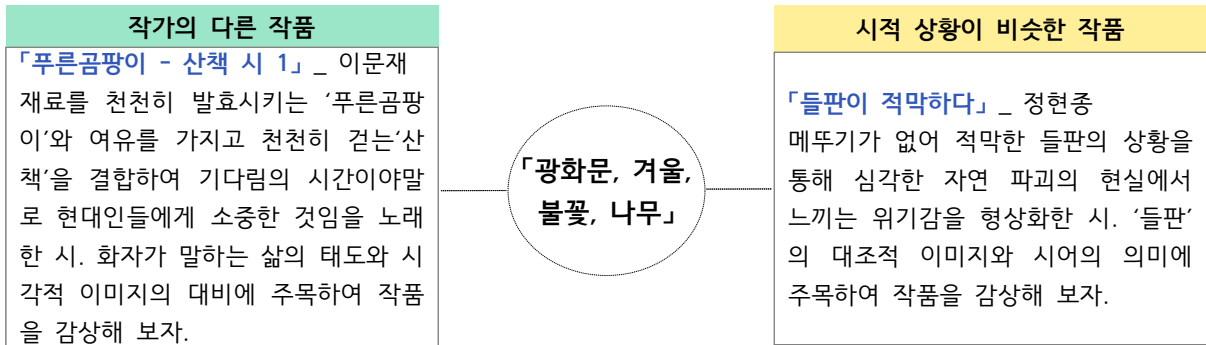 작가의 다른 작품
「푸른곰팡이 - 산책 시 1」 _ 이문재
재료를 천천히 발효시키는 ‘푸른곰팡
이’와 여유를 가지고 천천히 걷는‘산
책’을 결합하여 기다림의 시간이야말
로 현대인들에게 소중한 것임을 노래
한 시. 화자가 말하는 삶의 태도와 시
각적 이미지의 대비에 주목하여 작품
을 감상해 보자.
「광화문, 겨울,
불꽃, 나무」
시적 상황이 비슷한 작품
「들판이 적막하다」 _ 정현종
메뚜기가 없어 적막한 들판의 상황을
통해 심각한 자연 파괴의 현실에서
느끼는 위기감을 형상화한 시. ‘들판’
의 대조적 이미지와 시어의 의미에
주목하여 작품을 감상해 보자.